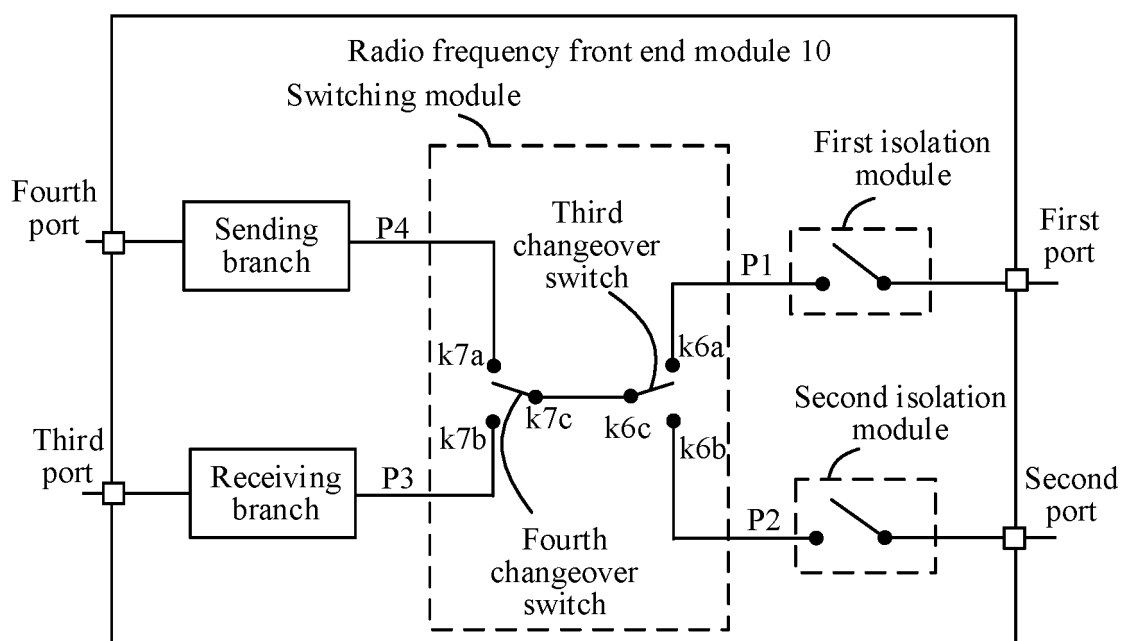 Radio frequency front end module 10
Switching module
First isolation
module
Fourth
port
Sending
branch
P4
Third
changeover
switch
P1
First
port
k7a
k6a
k7c
k6c
k7b
k6b
Second isolation
module
Third
port
Receiving
branch
P3
Fourth
changeover
switch
P2
Second
port